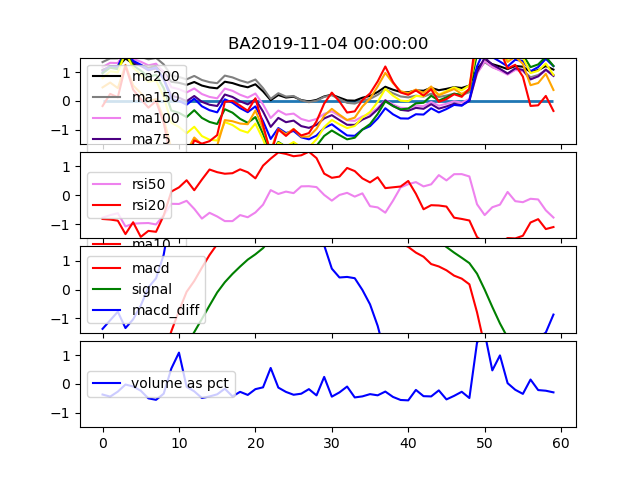 BA2019-11-04 00:00:00
1
0
−1
ma200
ma150
ma100
ma75
1
0
−1
rsi50
rsi20
ma10
1
0
−1
macd
signal
macd_diff
1
0
−1
volume as pct
0 10 20 30 40 50 60